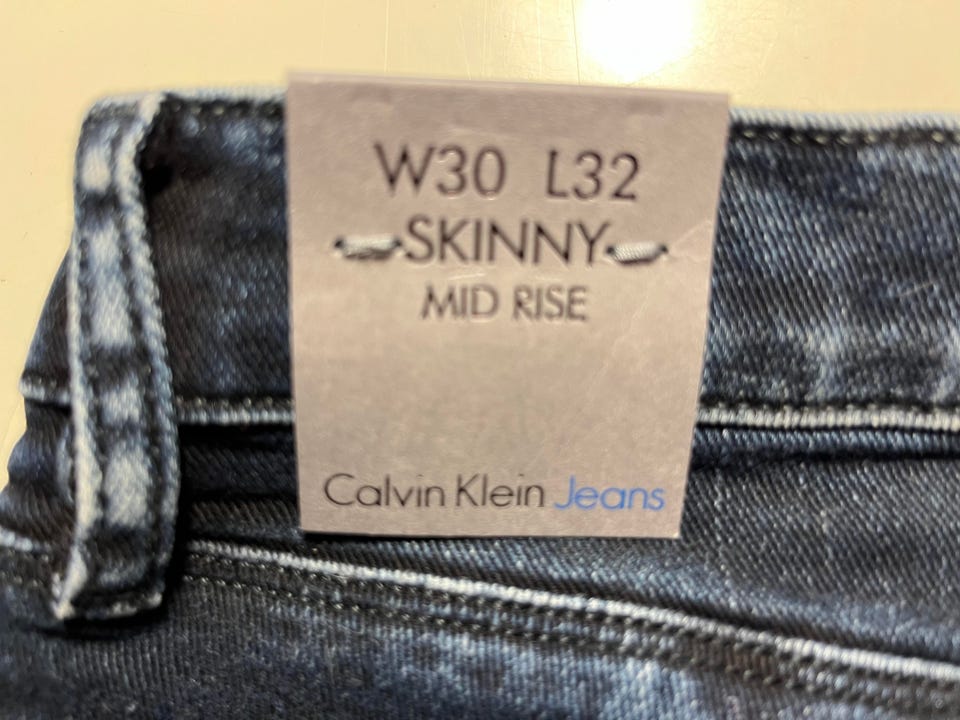 W30 L32
SKINNY
MID RISE
Calvin Klein Jeans